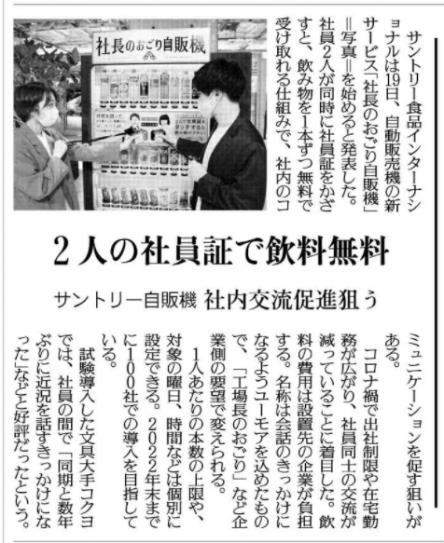 社長のおごり自販機
サントリー食品インターナシ
ョナルは19日、自動販売機の新
サービス「社長のおごり自販機」
=写真=を始めると発表した。
社員2人が同時に社員証をかざ
すと、飲み物を1本ずつ無料で
受け取れる仕組みで、社内のコ
2人の社員証で飲料無料
サントリー自販機 社内交流促進狙う
ミュニケーションを促す狙いが
ある。
コロナ禍で出社制限や在宅勤
務が広がり、社員同士の交流が
減っていることに着目した。飲
料の費用は設置先の企業が負担
する。名称は会話のきっかけに
なるようユーモアを込めたもの
で、「工場長のおごり」など企
業側の要望で変えられる。
1人あたりの本数の上限や、
対象の曜日、時間などは個別に
設定できる。2022年末まで
に100社での導入を目指して
いる。
試験導入した文具大手コクヨ
では、社員の間で「同期と数年
ぶりに近況を話すきっかけにな
った」などと好評だったという。